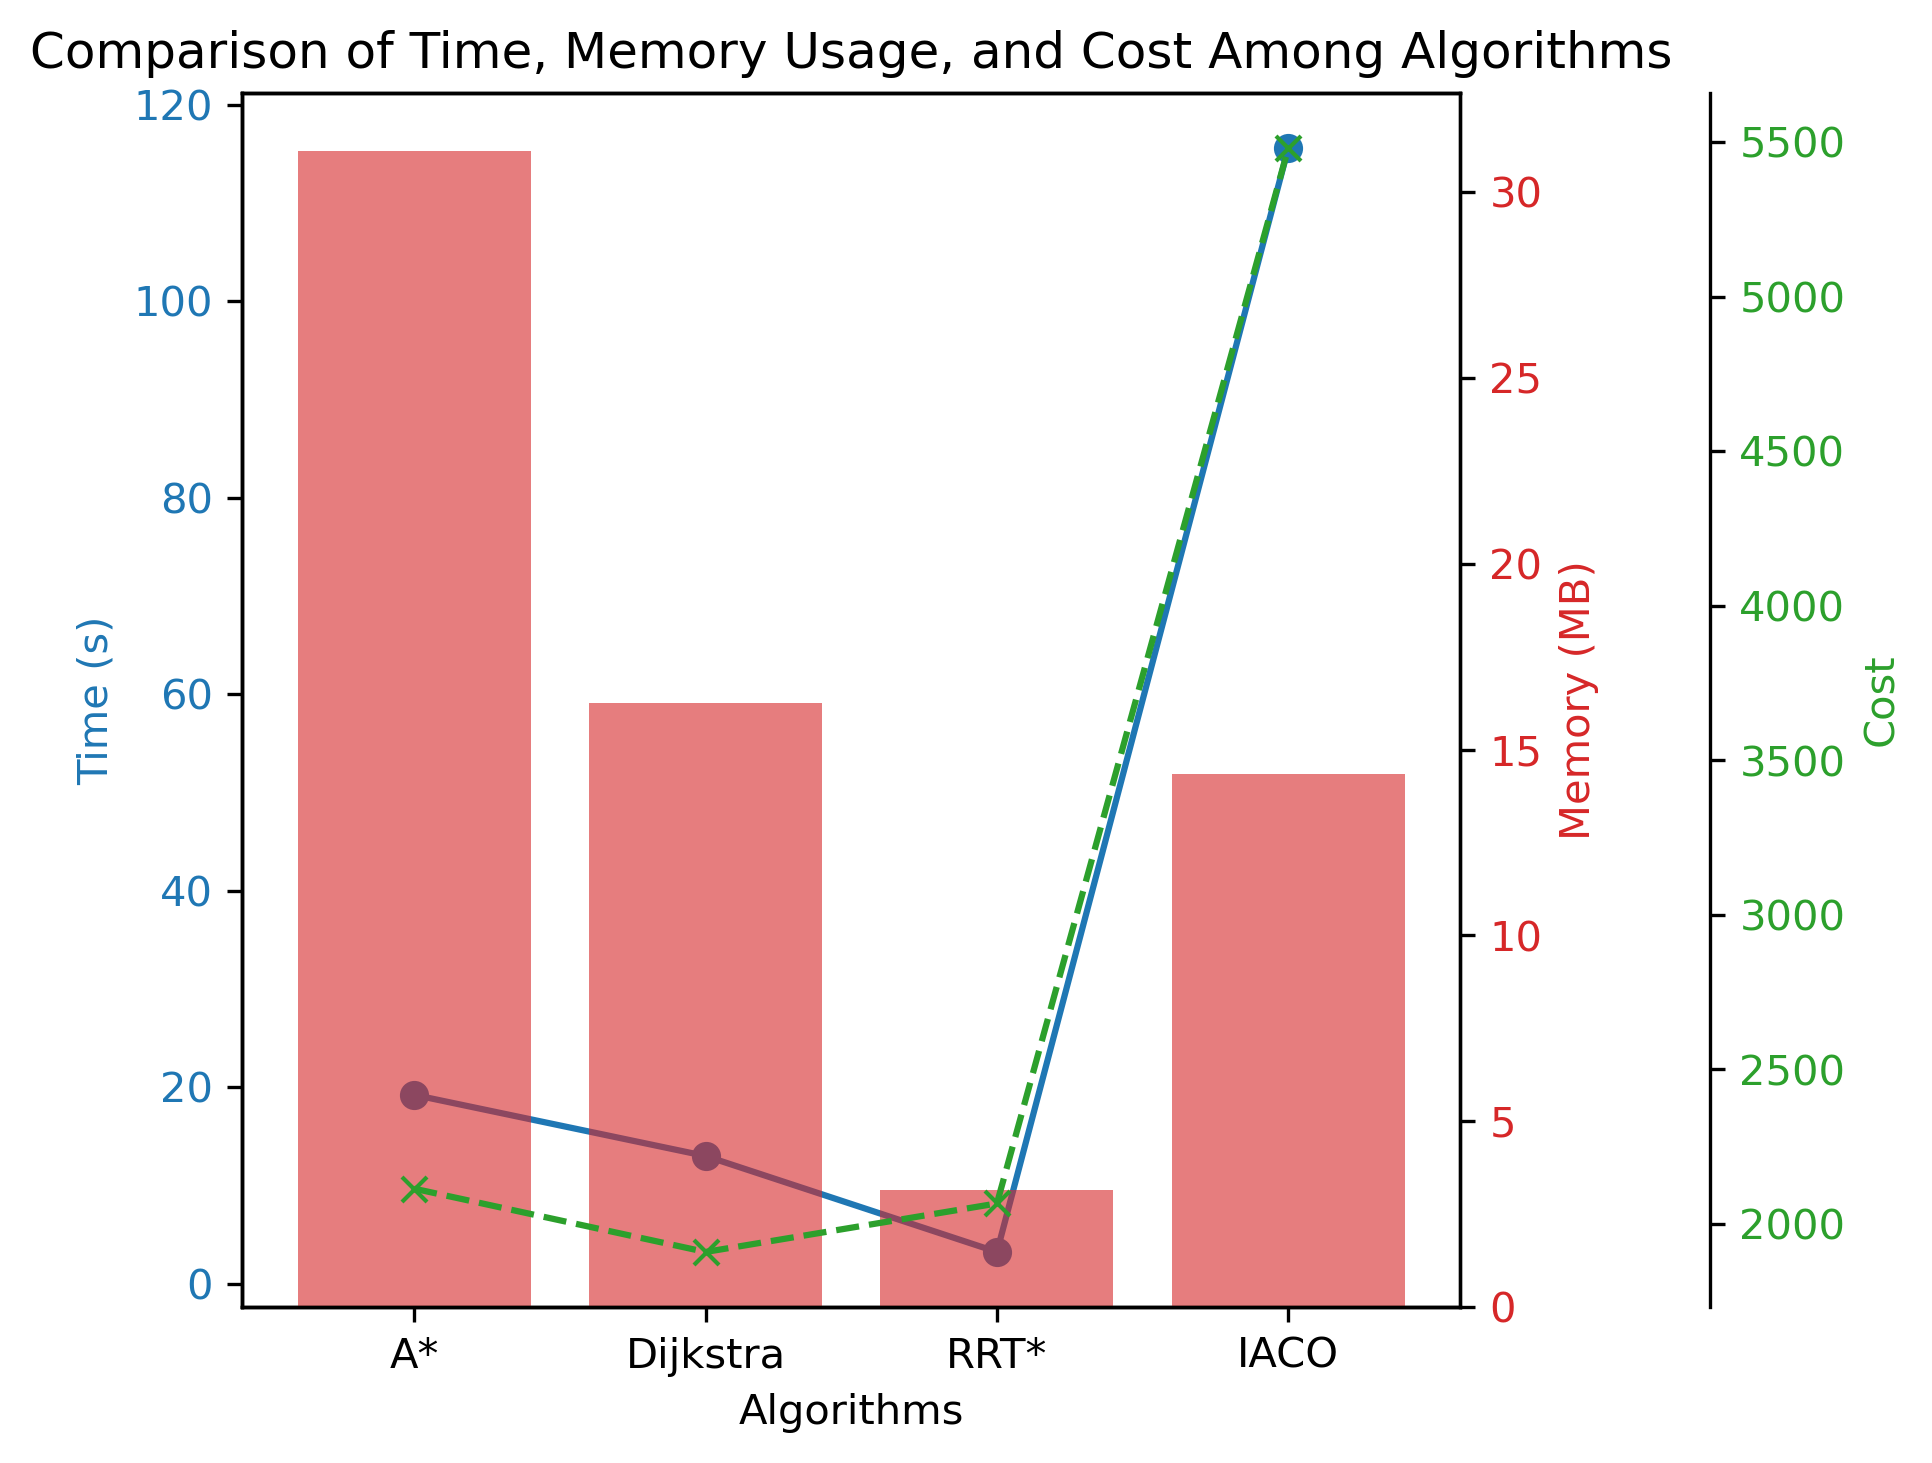 Comparison of Time, Memory Usage, and Cost Among Algorithms
120
100
80
60
40
20
0
Time (s)
A*
Dijkstra
RRT*
IACO
Algorithms
30
25
20
15
10
5
0
Memory (MB)
5500
5000
4500
4000
3500
3000
2500
2000
Cost